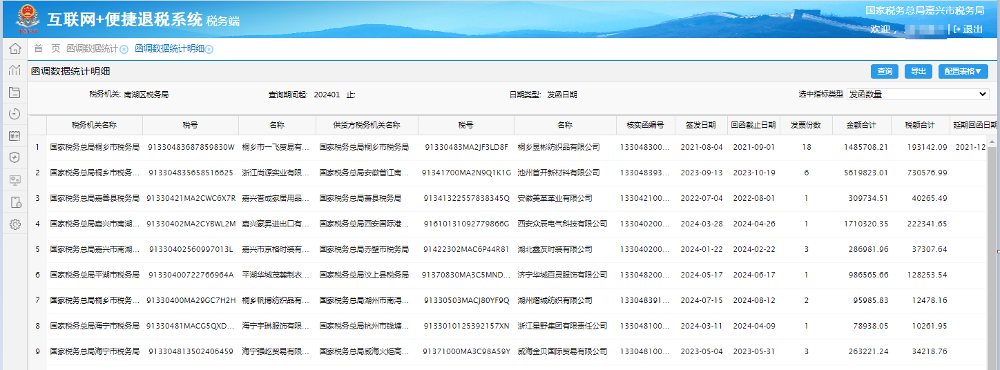 互联网+便捷退税系统 税务端
国家税务总局嘉兴市税务局
欢迎， | 退出
首 页 函调数据统计 函调数据统计明细
函调数据统计明细 查询 导出 配置表格▼
税务机关: 南湖区税务局 查询期间起: 202401 止: 日期类型: 发函日期 选中指标类型 发函数量
税务机关名称 税号 名称 供货方税务机关名称 税号 名称 核实函编号 签发日期 回函截止日期 发票份数 金额合计 税额合计 延期回函日期
1 国家税务总局桐乡市税务局 91330483687859830W 桐乡市一飞贸易有... 国家税务总局桐乡市税务局 91330483MA2JF3LD8F 桐乡昱彬纺织品有限公司 133048300... 2021-08-04 2021-09-01 18 1485708.21 193142.09 2021-12
2 国家税务总局桐乡市税务... 913304835658516625 浙江尚源实业有限... 国家税务总局安徽省江南... 91341700MA2N9Q1K1G 池州首开新材料有限公司 133048393... 2023-09-13 2023-10-19 6 5619823.01 730576.99
3 国家税务总局嘉善县税务局 91330421MA2CWC6X7R 嘉兴誉成家居用品... 国家税务总局萧县税务局 91341322557838345Q 安徽美革革业有限公司 133042100... 2022-07-04 2022-08-01 1 309734.51 40265.49
4 国家税务总局嘉兴市南湖... 91330402MA2CYBWL2M 嘉兴豪昇进出口有... 国家税务总局西安国际港... 91610131092779866G 西安众辰电气科技有限公司 133040200... 2024-03-28 2024-04-26 1 1710320.35 222341.65
5 国家税务总局嘉兴市南湖... 91330402560997013L 嘉兴市京格时装有... 国家税务总局赤壁市税务局 91422302MAC6P44R81 湖北鑫友时装有限公司 133040200... 2024-01-22 2024-02-22 3 286981.96 37307.64
6 国家税务总局平湖市税务局 91330400722766964A 平湖华城茂麓制衣... 国家税务总局汶上县税务局 91370830MA3C5MND... 济宁华城百灵服饰有限公司 133048200... 2024-05-17 2024-06-17 1 986565.66 128253.54
7 国家税务总局桐乡市税务... 91330400MA29GC7H2H 桐乡帆博纺织品有... 国家税务总局湖州市南浔... 91330503MACJ80YF9Q 湖州熠城纺织有限公司 133048391... 2024-07-15 2024-08-12 2 95985.83 12478.16
8 国家税务总局海宁市税务局 91330481MACG5QXD... 海宁宇琳服饰有限... 国家税务总局杭州市钱塘... 9133010125392157XN 浙江星野集团有限责任公司 133048100... 2024-03-11 2024-04-09 1 78938.05 10261.95
9 国家税务总局海宁市税务局 913304813502406459 海宁强屹贸易有限... 国家税务总局威海火炬高... 91371000MA3C98A59Y 威海金贝国际贸易有限公司 133048100... 2023-05-04 2023-05-31 3 263221.24 34218.76